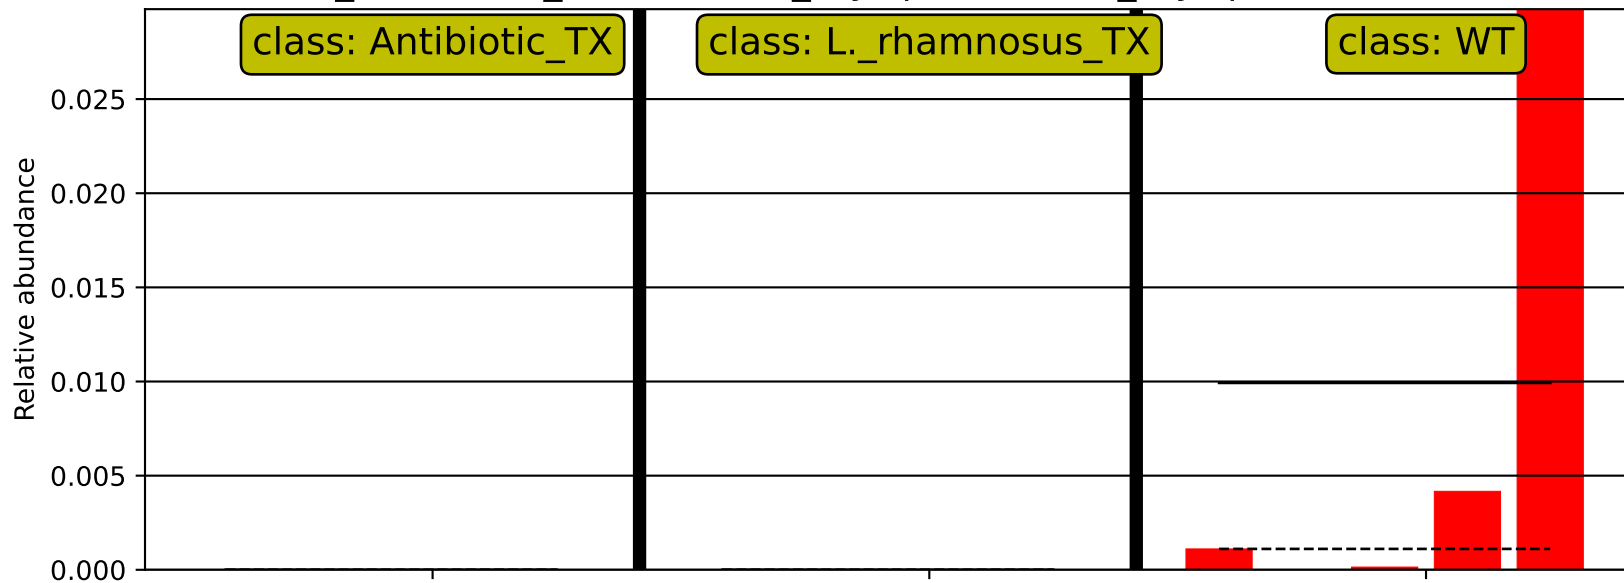 class: Antibiotic_TX
class: L._rhamnosus_TX
class: WT
0.025
0.020
0.015
0.010
0.005
0.000
Relative abundance